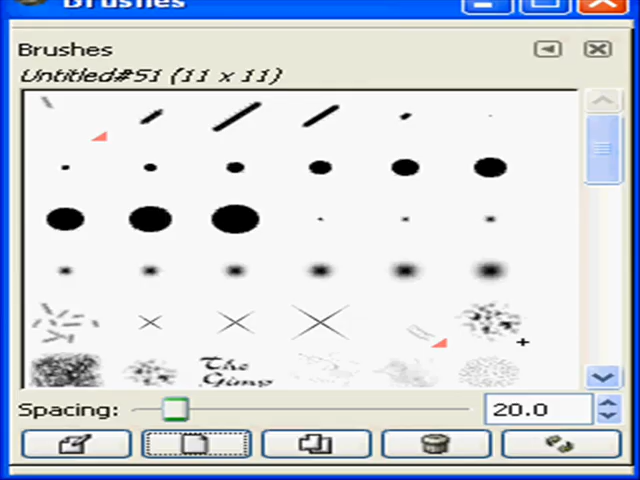 Brushes
Brushes
Untitled#51 (11 x 11)
The
Gimp
Spacing: 20.0